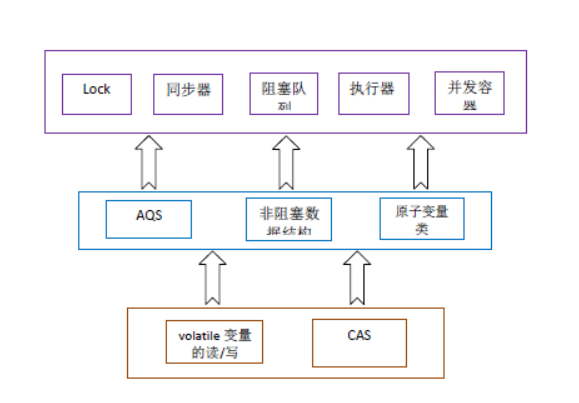 Lock
同步器
阻塞队
列
执行器
并发容
器
AQS
非阻塞数
据结构
原子变量
类
volatile 变量
的读/写
CAS